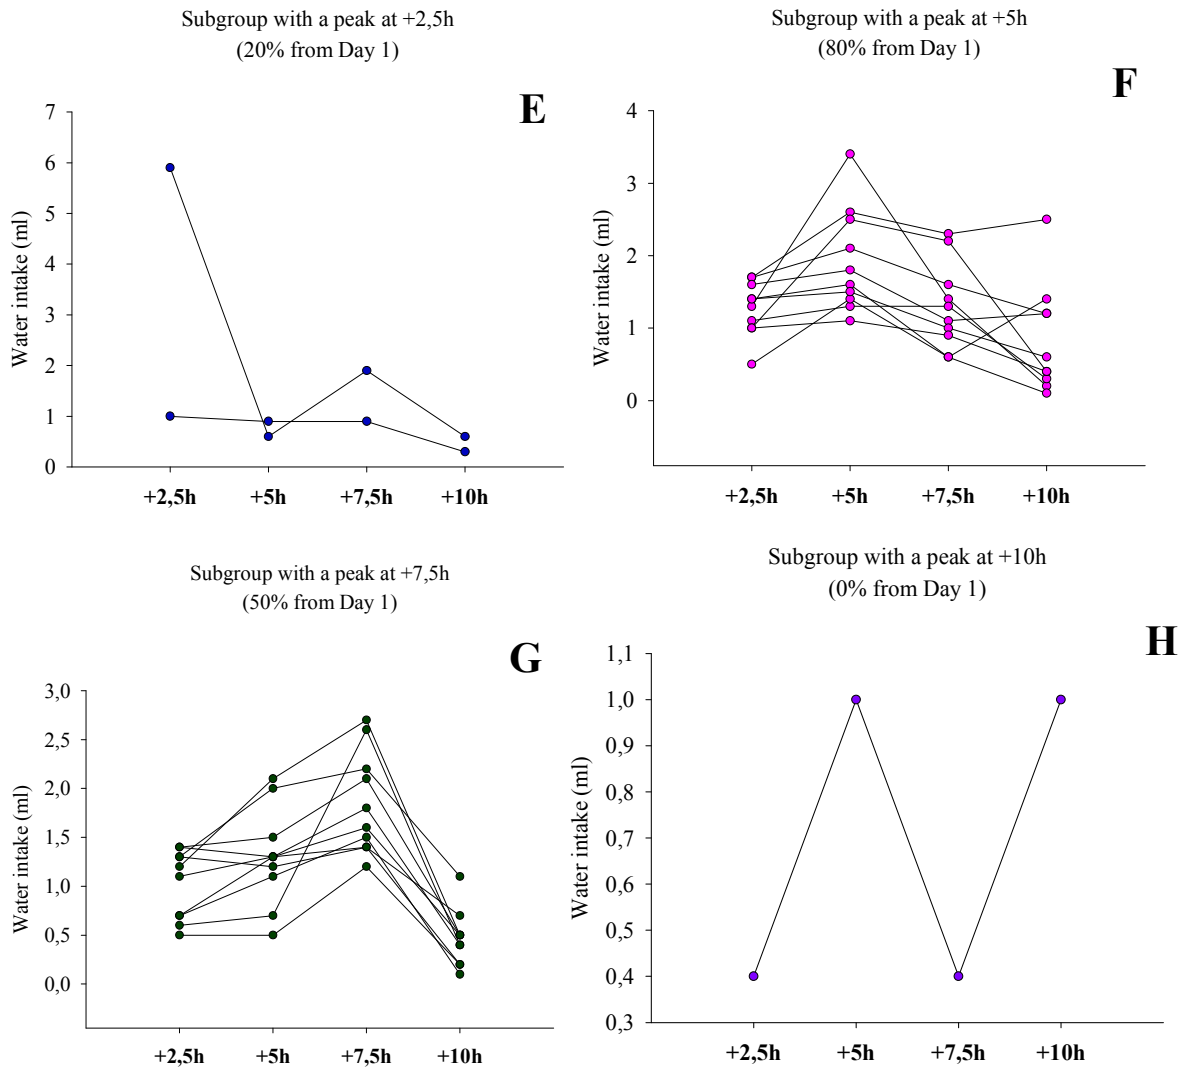 Subgroup with a peak at +2,5h
(20% from Day 1)
E
7
6
5
4
3
2
1
0
Water intake (ml)
+2,5h +5h +7,5h +10h
Subgroup with a peak at +5h
(80% from Day 1)
F
4
3
2
1
0
Water intake (ml)
+2,5h +5h +7,5h +10h
Subgroup with a peak at +7,5h
(50% from Day 1)
G
3,0
2,5
2,0
1,5
1,0
0,5
0,0
Water intake (ml)
+2,5h +5h +7,5h +10h
Subgroup with a peak at +10h
(0% from Day 1)
H
1,1
1,0
0,9
0,8
0,7
0,6
0,5
0,4
0,3
Water intake (ml)
+2,5h +5h +7,5h +10h